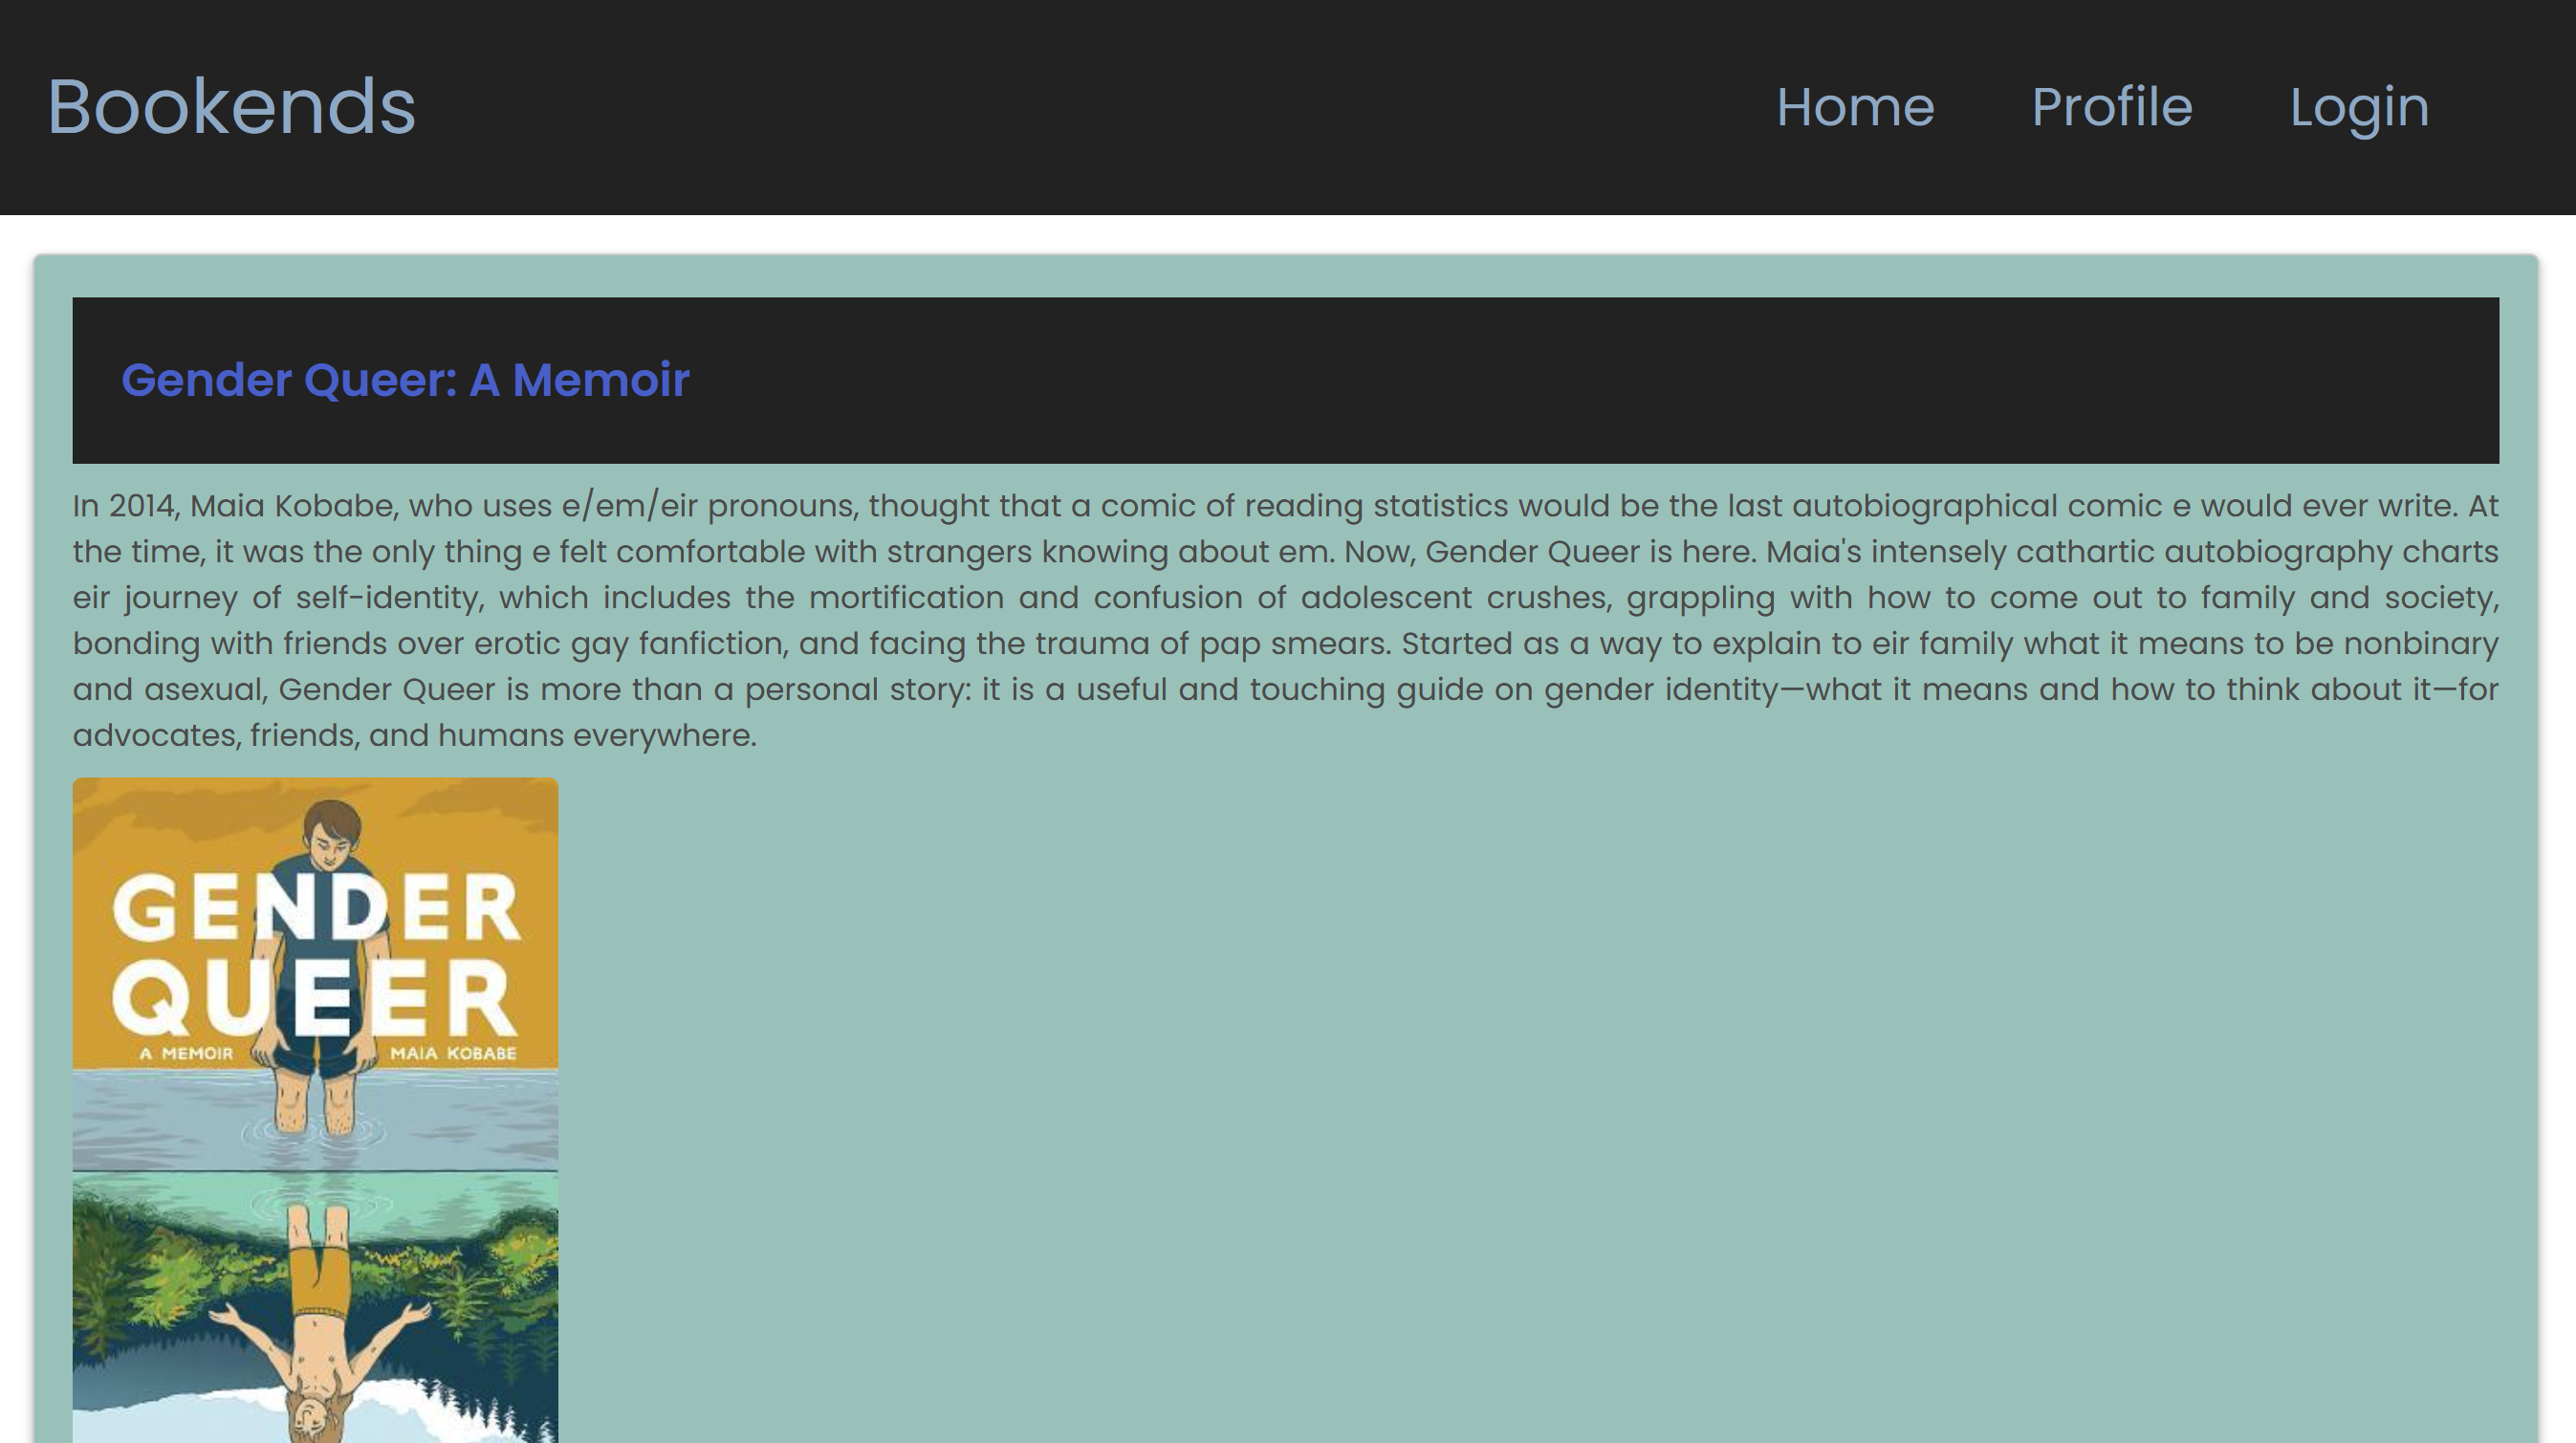 Bookends
Home Profile Login
Gender Queer: A Memoir
In 2014, Maia Kobabe, who uses e/em/eir pronouns, thought that a comic of reading statistics would be the last autobiographical comic e would ever write. At
the time, it was the only thing e felt comfortable with strangers knowing about em. Now, Gender Queer is here. Maia's intensely cathartic autobiography charts
eir journey of self-identity, which includes the mortification and confusion of adolescent crushes, grappling with how to come out to family and society,
bonding with friends over erotic gay fanfiction, and facing the trauma of pap smears. Started as a way to explain to eir family what it means to be nonbinary
and asexual, Gender Queer is more than a personal story: it is a useful and touching guide on gender identity—what it means and how to think about it—for
advocates, friends, and humans everywhere.
GENDER
QUEER
A MEMOIR MAIA KOBABE